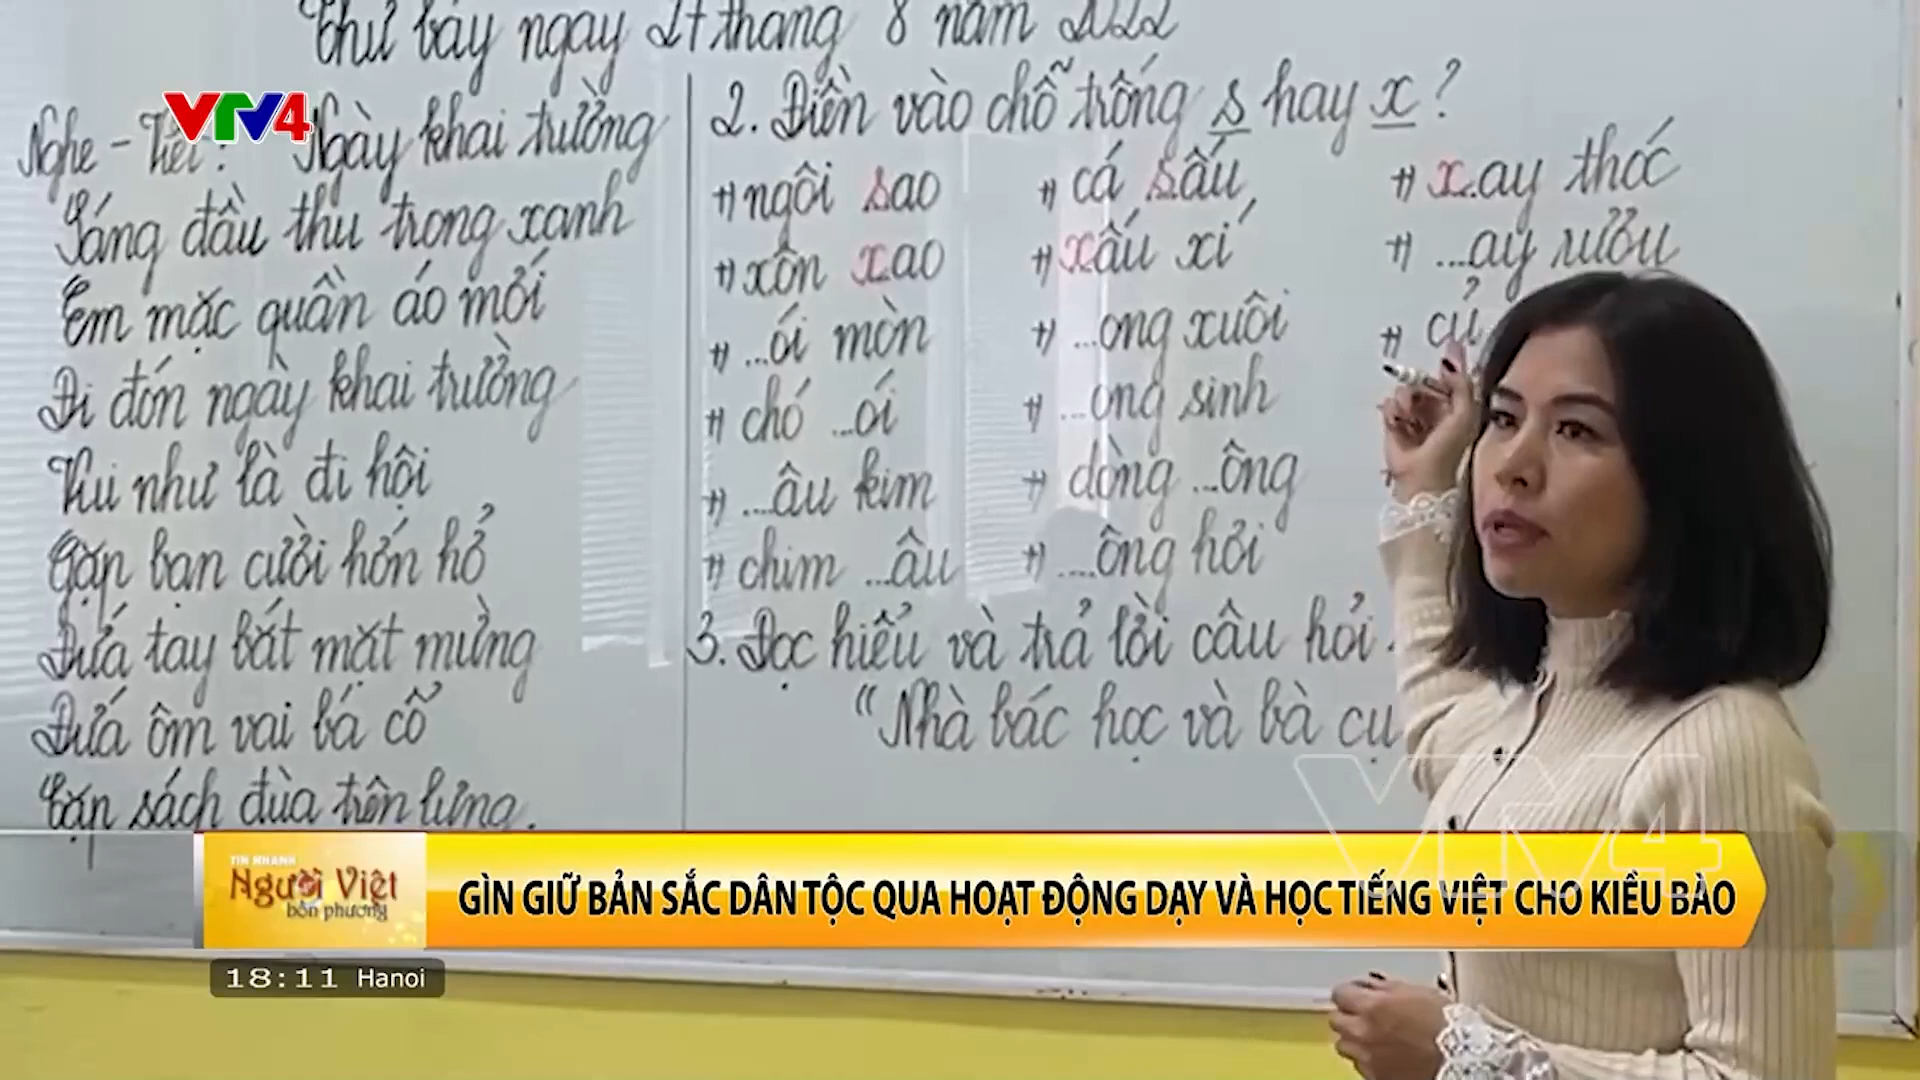 Thứ bảy ngày 27 tháng 8 năm 2022
VTV4
Nghe - Viết: Ngày khai trường
Sáng đầu thu trong xanh
Em mặc quần áo mới
Đi đón ngày khai trường
Vui như là đi hội
Gặp bạn cười hớn hở
Đứa tay bắt mặt mừng
Đứa ôm vai bá cổ
Cặp sách đùa trên lưng.
2. Điền vào chỗ trống s hay x?
+) ngôi sao +) cá sấu +) x..ay thóc
+) xôn xao +) xấu xí +) ...ay rượu
+) ...ói mòn +) ...ong xuôi +) củ
+) chó ...ói +) ...ong sinh
+) ...âu kim +) dòng ...ông
+) chim ...âu +) ...ông hơi
3. Đọc hiểu và trả lời câu hỏi
"Nhà bác học và bà cụ
VTV4
TIN NHANH
Người Việt
bốn phương
GÌN GIỮ BẢN SẮC DÂN TỘC QUA HOẠT ĐỘNG DẠY VÀ HỌC TIẾNG VIỆT CHO KIỀU BÀO
18:11 Hanoi